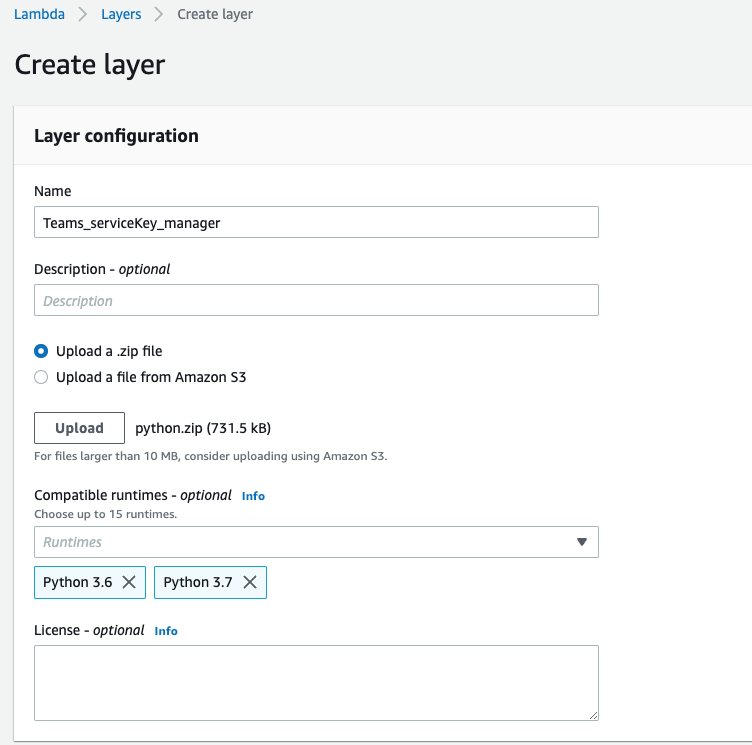 Lambda > Layers > Create layer
Create layer
Layer configuration
Name
Teams_serviceKey_manager
Description - optional
Description
Upload a .zip file
Upload a file from Amazon S3
Upload python.zip (731.5 kB)
For files larger than 10 MB, consider uploading using Amazon S3.
Compatible runtimes - optional Info
Choose up to 15 runtimes.
Runtimes
Python 3.6 Python 3.7
License - optional Info